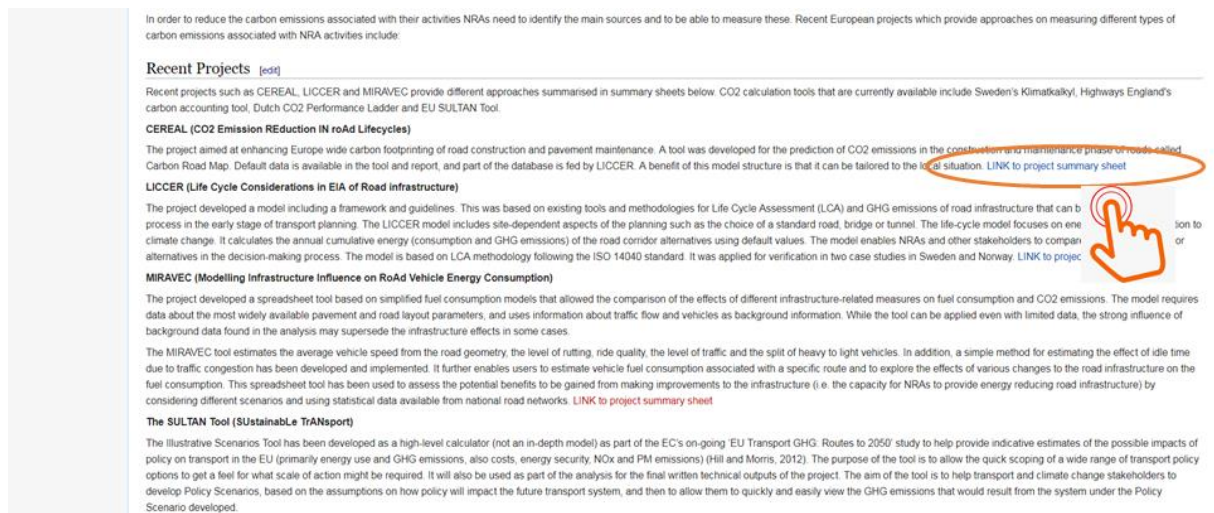 In order to reduce the carbon emissions associated with their activities NRAs need to identify the main sources and to be able to measure these. Recent European projects which provide approaches on measuring different types of
carbon emissions associated with NRA activities include:
Recent Projects [edit]
Recent projects such as CEREAL, LICCER and MIRAVEC provide different approaches summarised in summary sheets below. CO2 calculation tools that are currently available include Sweden's Klimatkalkyl, Highways England's
carbon accounting tool, Dutch CO2 Performance Ladder and EU SULTAN Tool.
CEREAL (CO2 Emission REduction IN roAd Lifecycles)
The project aimed at enhancing Europe wide carbon footprinting of road construction and pavement maintenance. A tool was developed for the prediction of CO2 emissions in the construction and maintenance phase of roads called
Carbon Road Map. Default data is available in the tool and report, and part of the database is fed by LICCER. A benefit of this model structure is that it can be tailored to the local situation. LINK to project summary sheet
LICCER (Life Cycle Considerations in EIA of Road infrastructure)
The project developed a model including a framework and guidelines. This was based on existing tools and methodologies for Life Cycle Assessment (LCA) and GHG emissions of road infrastructure that can b
process in the early stage of transport planning. The LICCER model includes site-dependent aspects of the planning such as the choice of a standard road, bridge or tunnel. The life-cycle model focuses on ene ion to
climate change. It calculates the annual cumulative energy (consumption and GHG emissions) of the road corridor alternatives using default values. The model enables NRAs and other stakeholders to compar or
alternatives in the decision-making process. The model is based on LCA methodology following the ISO 14040 standard. It was applied for verification in two case studies in Sweden and Norway. LINK to projec
MIRAVEC (Modelling Infrastructure Influence on RoAd Vehicle Energy Consumption)
The project developed a spreadsheet tool based on simplified fuel consumption models that allowed the comparison of the effects of different infrastructure-related measures on fuel consumption and CO2 emissions. The model requires
data about the most widely available pavement and road layout parameters, and uses information about traffic flow and vehicles as background information. While the tool can be applied even with limited data, the strong influence of
background data found in the analysis may supersede the infrastructure effects in some cases.
The MIRAVEC tool estimates the average vehicle speed from the road geometry, the level of rutting, ride quality, the level of traffic and the split of heavy to light vehicles. In addition, a simple method for estimating the effect of idle time
due to traffic congestion has been developed and implemented. It further enables users to estimate vehicle fuel consumption associated with a specific route and to explore the effects of various changes to the road infrastructure on the
fuel consumption. This spreadsheet tool has been used to assess the potential benefits to be gained from making improvements to the infrastructure (i.e. the capacity for NRAs to provide energy reducing road infrastructure) by
considering different scenarios and using statistical data available from national road networks. LINK to project summary sheet
The SULTAN Tool (SUstainabLe TrANsport)
The Illustrative Scenarios Tool has been developed as a high-level calculator (not an in-depth model) as part of the EC's on-going 'EU Transport GHG: Routes to 2050' study to help provide indicative estimates of the possible impacts of
policy on transport in the EU (primarily energy use and GHG emissions, also costs, energy security, NOx and PM emissions) (Hill and Morris, 2012). The purpose of the tool is to allow the quick scoping of a wide range of transport policy
options to get a feel for what scale of action might be required. It will also be used as part of the analysis for the final written technical outputs of the project. The aim of the tool is to help transport and climate change stakeholders to
develop Policy Scenarios, based on the assumptions on how policy will impact the future transport system, and then to allow them to quickly and easily view the GHG emissions that would result from the system under the Policy
Scenario developed.